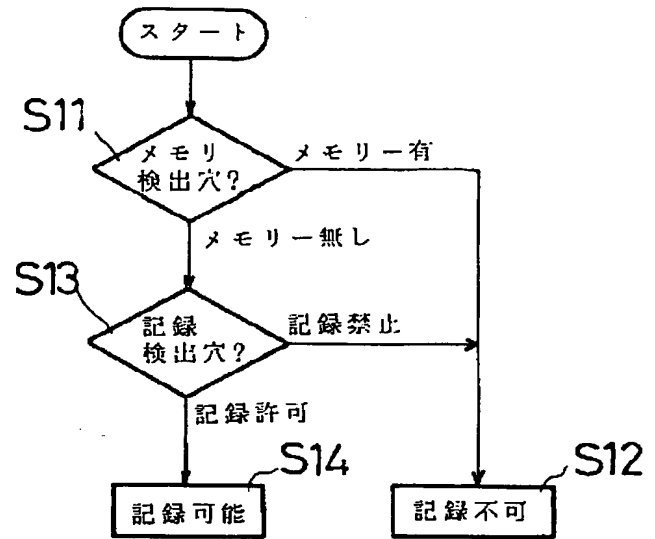 スタート
S11
メモリ
検出穴?
メモリー有
メモリー無し
S13
記録
検出穴?
記録禁止
記録許可
S14
記録可能
S12
記録不可